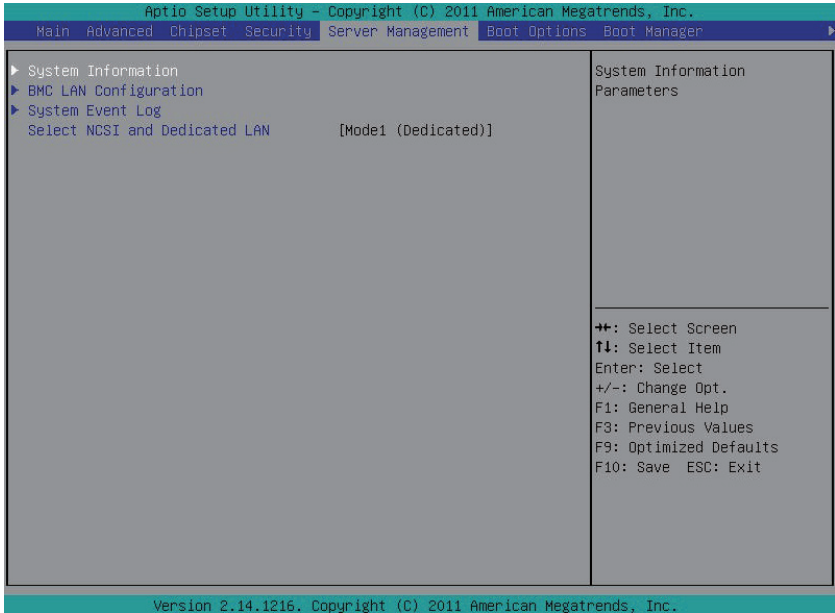 Aptio Setup Utility - Copyright (C) 2011 American Megatrends, Inc.
Main Advanced Chipset Security Server Management Boot Options Boot Manager
System Information
BMC LAN Configuration
System Event Log
Select NCSI and Dedicated LAN [Mode1 (Dedicated)]
System Information
Parameters
→←: Select Screen
↑↓: Select Item
Enter: Select
+/-: Change Opt.
F1: General Help
F3: Previous Values
F9: Optimized Defaults
F10: Save ESC: Exit
Version 2.14.1216. Copyright (C) 2011 American Megatrends, Inc.